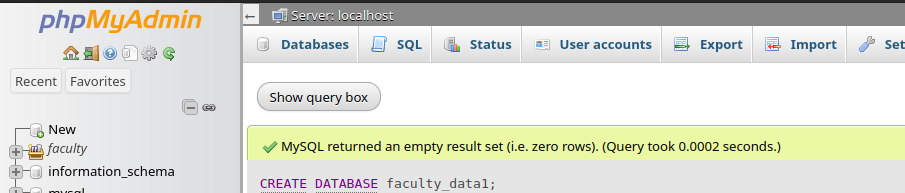 phpMyAdmin
Recent Favorites
New
faculty
information_schema
mysql
Server: localhost
Databases SQL Status User accounts Export Import Set
Show query box
MySQL returned an empty result set (i.e. zero rows). (Query took 0.0002 seconds.)
CREATE DATABASE faculty_data1;